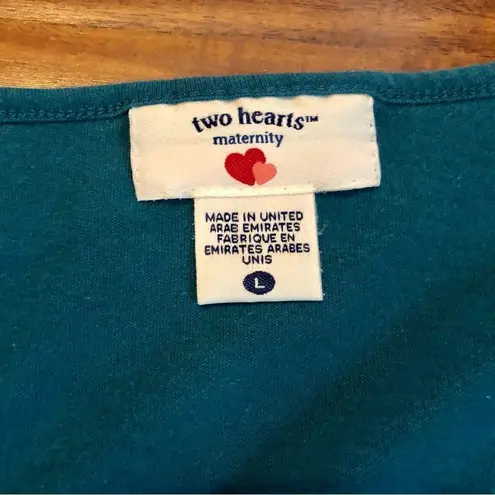 two hearts™
maternity
MADE IN UNITED
ARAB EMIRATES
FABRIQUE EN
EMIRATES ARABES
UNIS
L